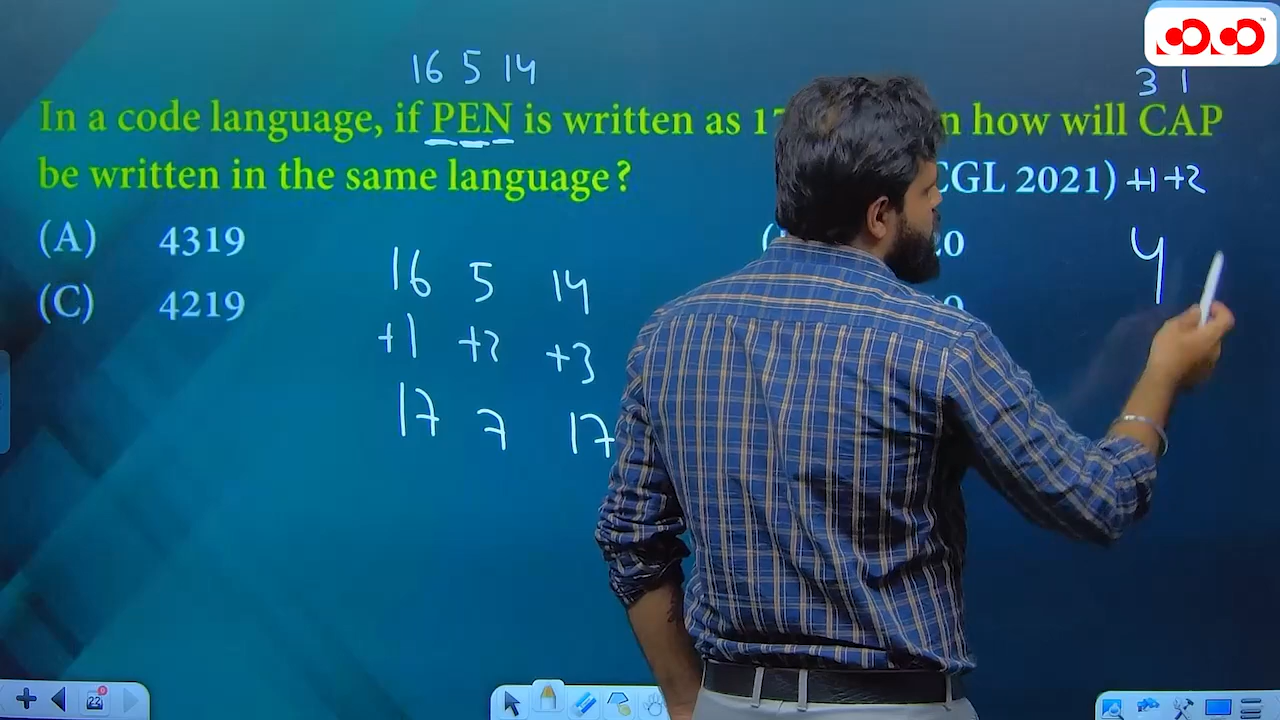 16 5 14
3 1
In a code language, if PEN is written as 17 how will CAP
be written in the same language?
CGL 2021) +1 +2
(A) 4319
(C) 4219
16 5 14
+1 +2 +3
17 7 17
4
22